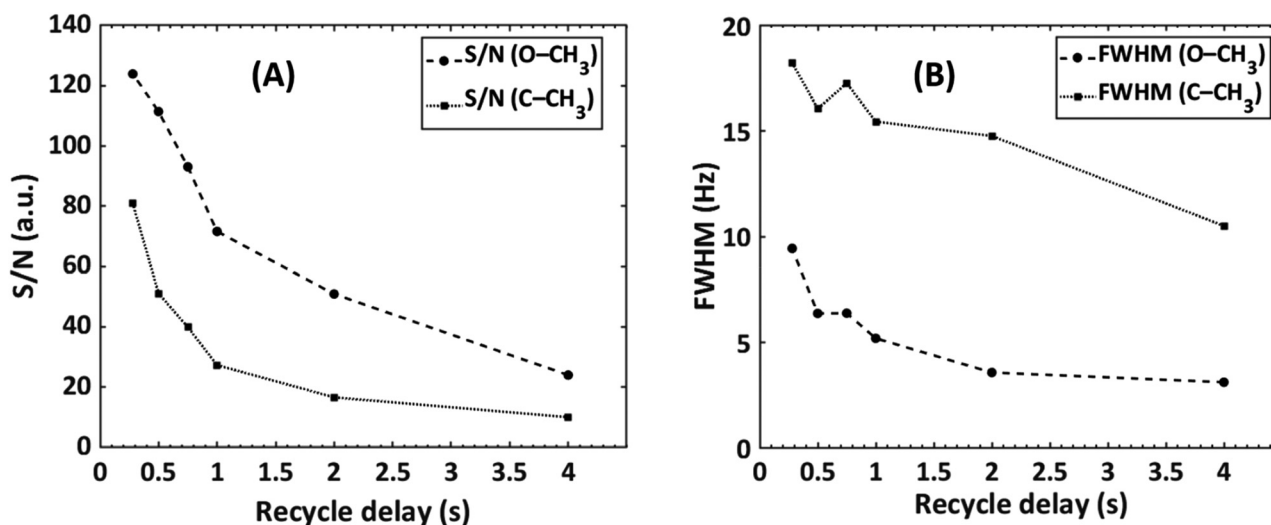 140
120
100
80
60
40
20
0
S/N (a.u.)
(A)
S/N (O–CH3)
S/N (C–CH3)
0 0.5 1 1.5 2 2.5 3 3.5 4
Recycle delay (s)
20
15
10
5
0
FWHM (Hz)
(B)
FWHM (O–CH3)
FWHM (C–CH3)
0 0.5 1 1.5 2 2.5 3 3.5 4
Recycle delay (s)